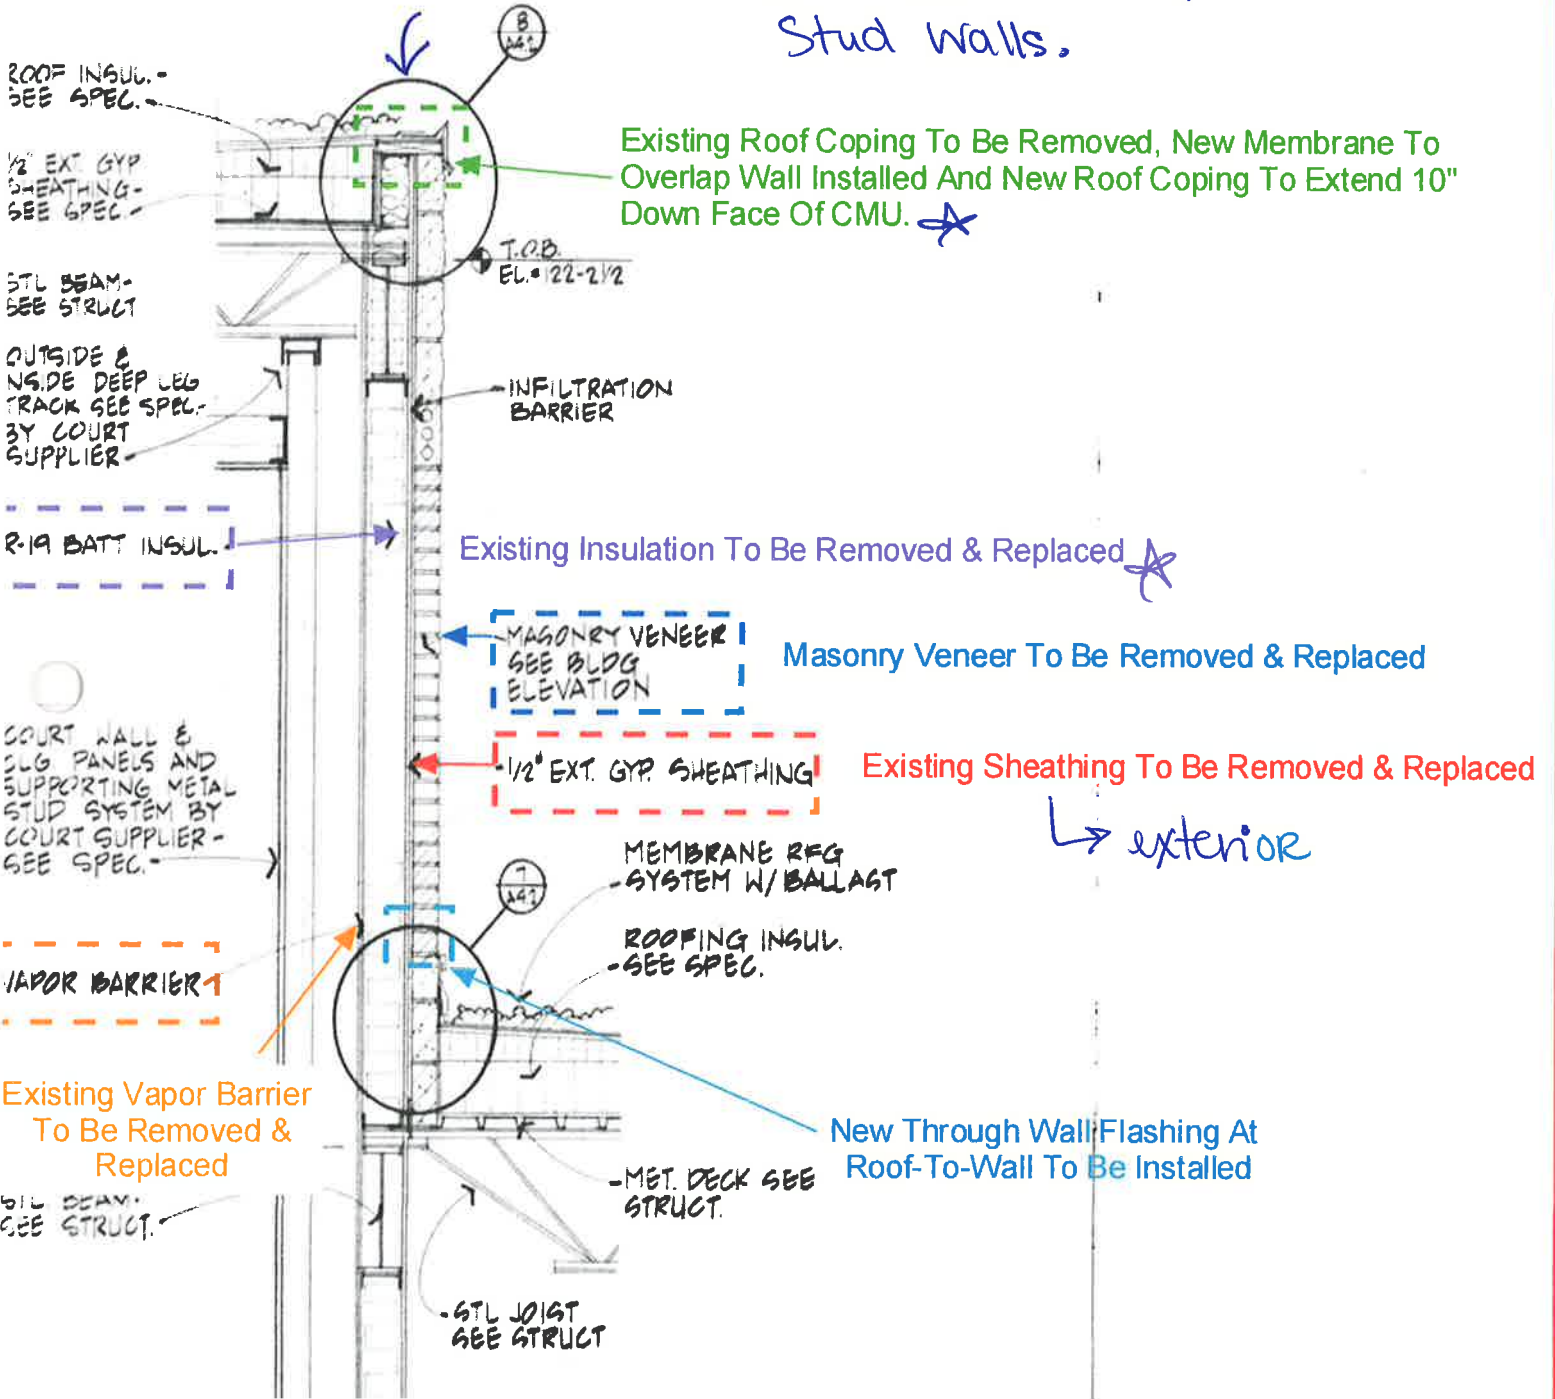 Stud Walls.
8
A4.2
ROOF INSUL.-
SEE SPEC.
Existing Roof Coping To Be Removed, New Membrane To
Overlap Wall Installed And New Roof Coping To Extend 10"
Down Face Of CMU.
1/2" EXT GYP
SHEATHING-
SEE SPEC.-
T.O.B.
EL. 122-2 1/2
STL BEAM-
SEE STRUCT
OUTSIDE &
NSIDE DEEP LEG
TRACK SEE SPEC.-
BY COURT
SUPPLIER-
-INFILTRATION
BARRIER
R-19 BATT INSUL.
Existing Insulation To Be Removed & Replaced
MASONRY VENEER
SEE BLDG
ELEVATION
Masonry Veneer To Be Removed & Replaced
-1/2" EXT. GYP. SHEATHING
Existing Sheathing To Be Removed & Replaced
exterior
COURT WALL &
CLG PANELS AND
SUPPORTING METAL
STUD SYSTEM BY
COURT SUPPLIER-
SEE SPEC.-
7
MEMBRANE RFG
-SYSTEM W/ BALLAST
ROOFING INSUL.
-SEE SPEC.
VAPOR BARRIER
Existing Vapor Barrier
To Be Removed &
Replaced
New Through Wall Flashing At
Roof-To-Wall To Be Installed
STL BEAM-
SEE STRUCT.
-MET. DECK SEE
STRUCT.
-STL JOIST
SEE STRUCT